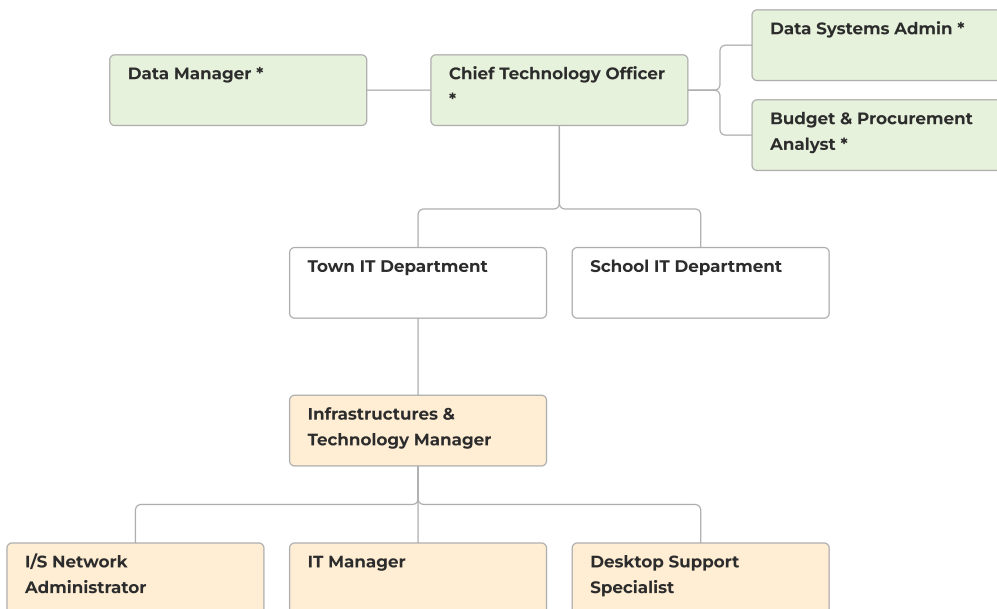 Data Systems Admin *
Data Manager *
Chief Technology Officer
*
Budget & Procurement
Analyst *
Town IT Department
School IT Department
Infrastructures &
Technology Manager
I/S Network
Administrator
IT Manager
Desktop Support
Specialist